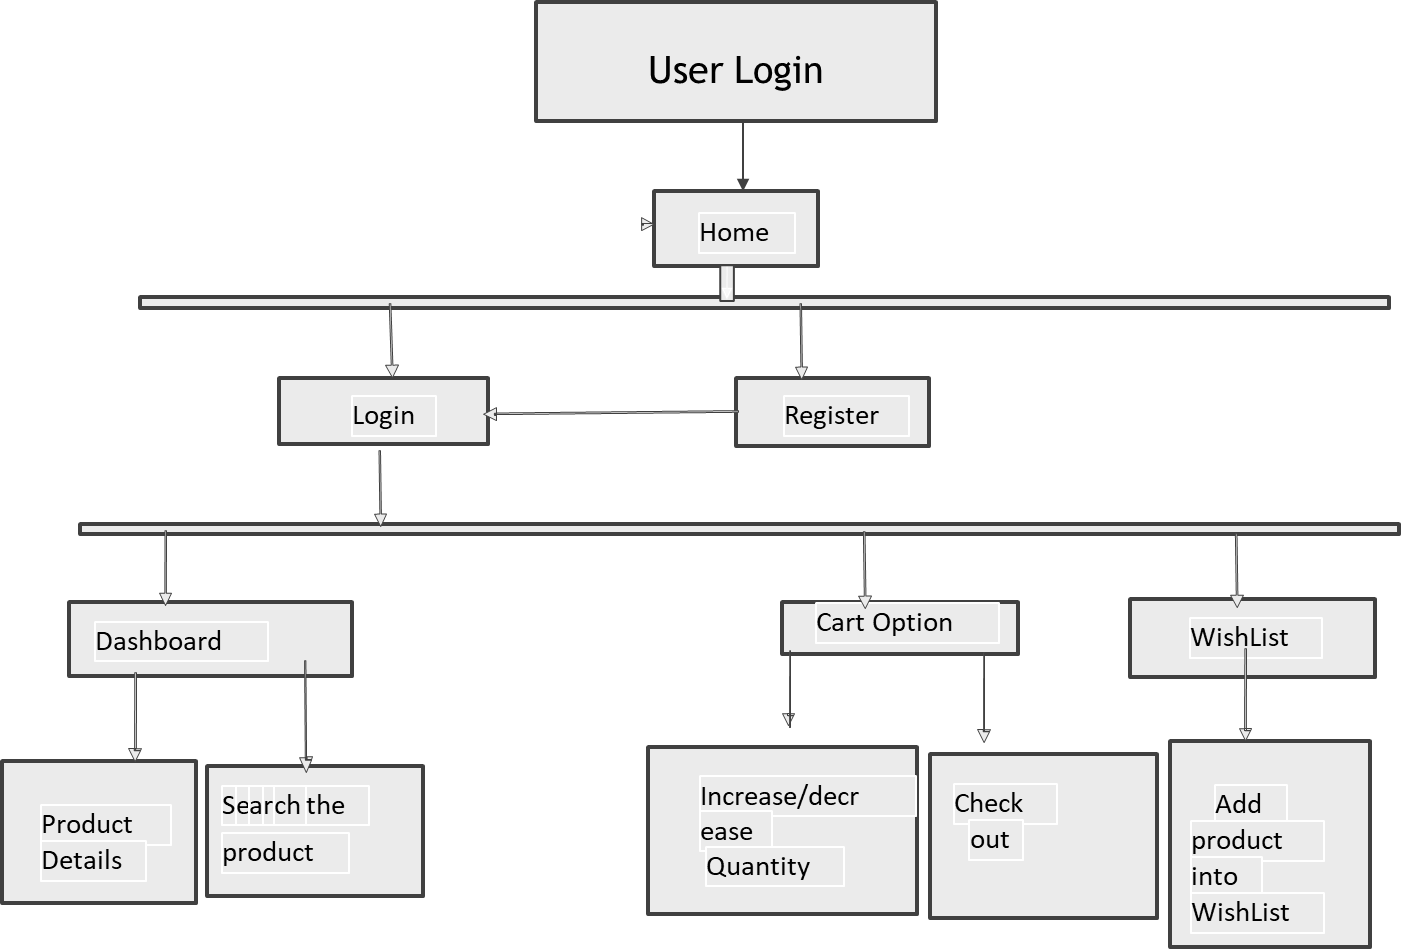 User Login
Home
Login
Register
Dashboard
Cart Option
WishList
Product
Details
Search the
product
Increase/decr
ease
Quantity
Check
out
Add
product
into
WishList